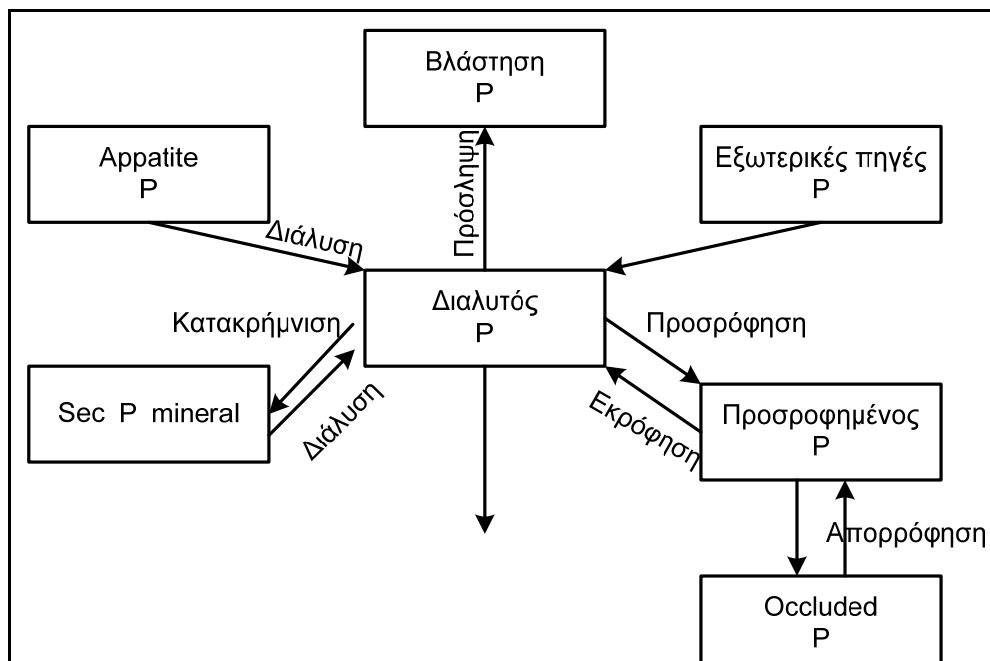 Βλάστηση
P
Appatite
P
Εξωτερικές πηγές
P
Πρόσληψη
Διάλυση
Διαλυτός
P
Κατακρήμνιση
Προσρόφηση
Sec P mineral
Διάλυση
Εκρόφηση
Προσροφημένος
P
Απορρόφηση
Occluded
P